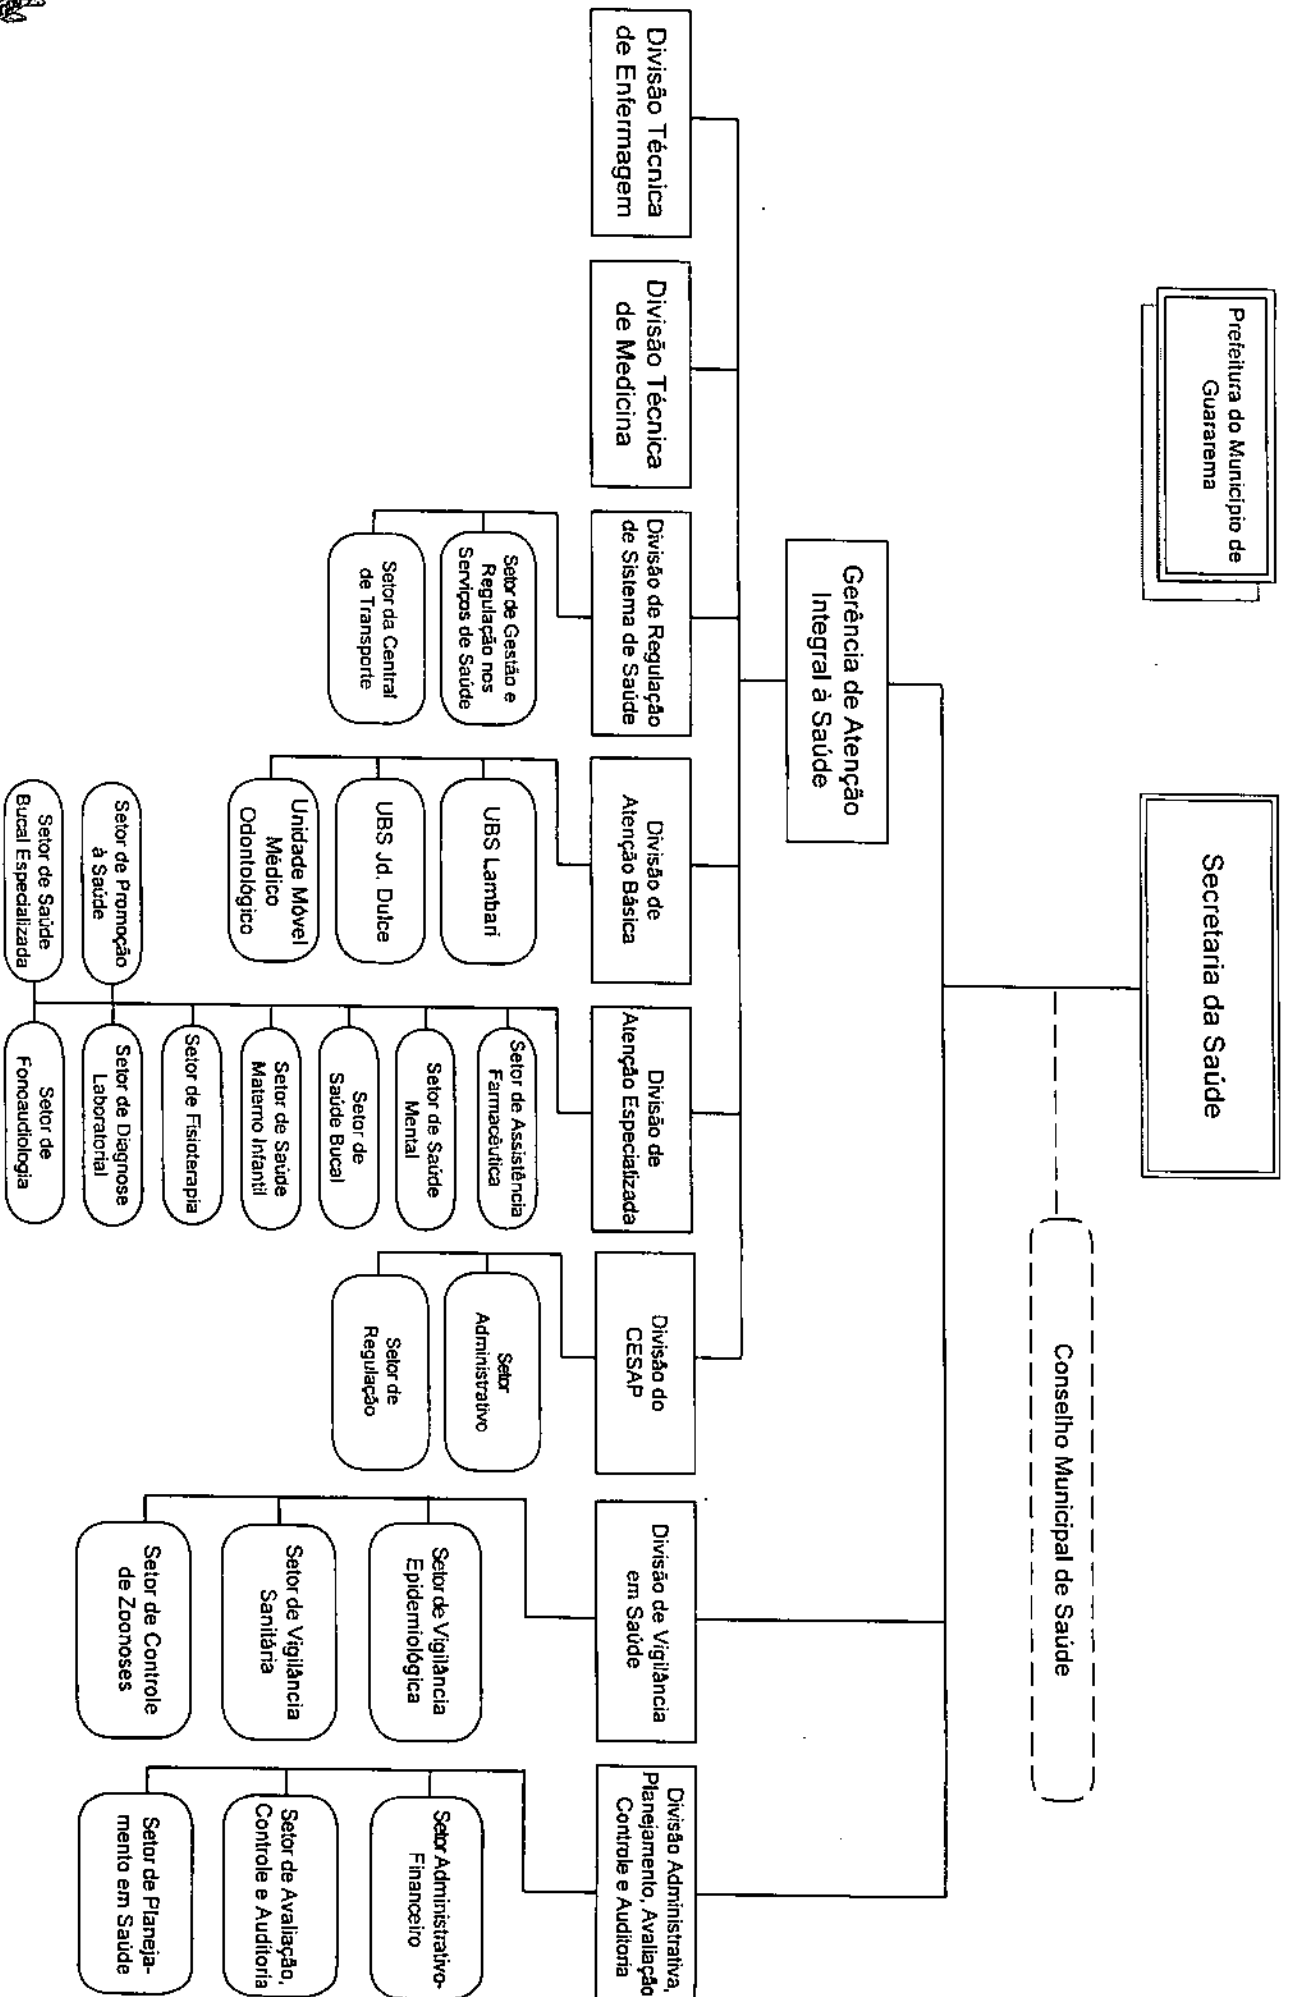 Prefeitura do Município de
Guararema
Secretaria da Saúde
Conselho Municipal de Saúde
Gerência de Atenção
Integral à Saúde
Divisão Técnica
de Enfermagem
Divisão Técnica
de Medicina
Divisão de Regulação
de Sistema de Saúde
Divisão de
Atenção Básica
Divisão de
Atenção Especializada
Divisão do
CESAP
Divisão de Vigilância
em Saúde
Divisão Administrativa,
Planejamento, Avaliação
Controle e Auditoria
Setor de Gestão e
Regulação nos
Serviços de Saúde
Setor da Central
de Transporte
UBS Lambari
UBS Jd. Dulce
Unidade Móvel
Médico
Odontológico
Setor de Assistência
Farmacêutica
Setor de Saúde
Mental
Setor de
Saúde Bucal
Setor de Saúde
Materno Infantil
Setor de Fisioterapia
Setor de Promoção
à Saúde
Setor de Diagnose
Laboratorial
Setor de Saúde
Bucal Especializada
Setor de
Fonoaudiologia
Setor
Administrativo
Setor de
Regulação
Setor de Vigilância
Epidemiológica
Setor de Vigilância
Sanitária
Setor de Controle
de Zoonoses
Setor Administrativo-
Financeiro
Setor de Avaliação,
Controle e Auditoria
Setor de Planeja-
mento em Saúde